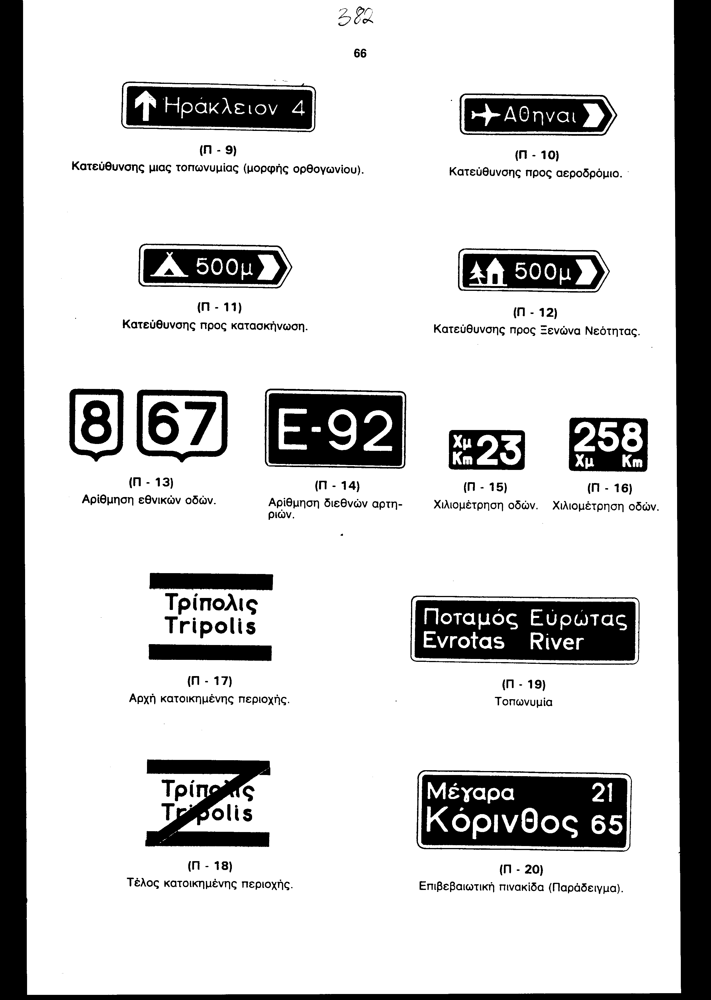 382
66
Ηράκλειον 4
Αθηναι
(Π - 9)
Κατεύθυνσης μιας τοπωνυμίας (μορφής ορθογωνίου).
(Π - 10)
Κατεύθυνσης προς αεροδρόμιο.
500μ
500μ
(Π - 11)
Κατεύθυνσης προς κατασκήνωση.
(Π - 12)
Κατεύθυνσης προς Ξενώνα Νεότητας.
8
67
E-92
Χμ
Km
23
258
Χμ Km
(Π - 13)
Αρίθμηση εθνικών οδών.
(Π - 14)
Αρίθμηση διεθνών αρτη-
ριών.
(Π - 15)
Χιλιομέτρηση οδών.
(Π - 16)
Χιλιομέτρηση οδών.
Τρίπολις
Tripolis
Ποταμός Εύρώτας
Evrotas River
(Π - 17)
Αρχή κατοικημένης περιοχής.
(Π - 19)
Τοπωνυμία
Τρίπολις
Tripolis
Μέγαρα 21
Κόρινθος 65
(Π - 18)
Τέλος κατοικημένης περιοχής.
(Π - 20)
Επιβεβαιωτική πινακίδα (Παράδειγμα).